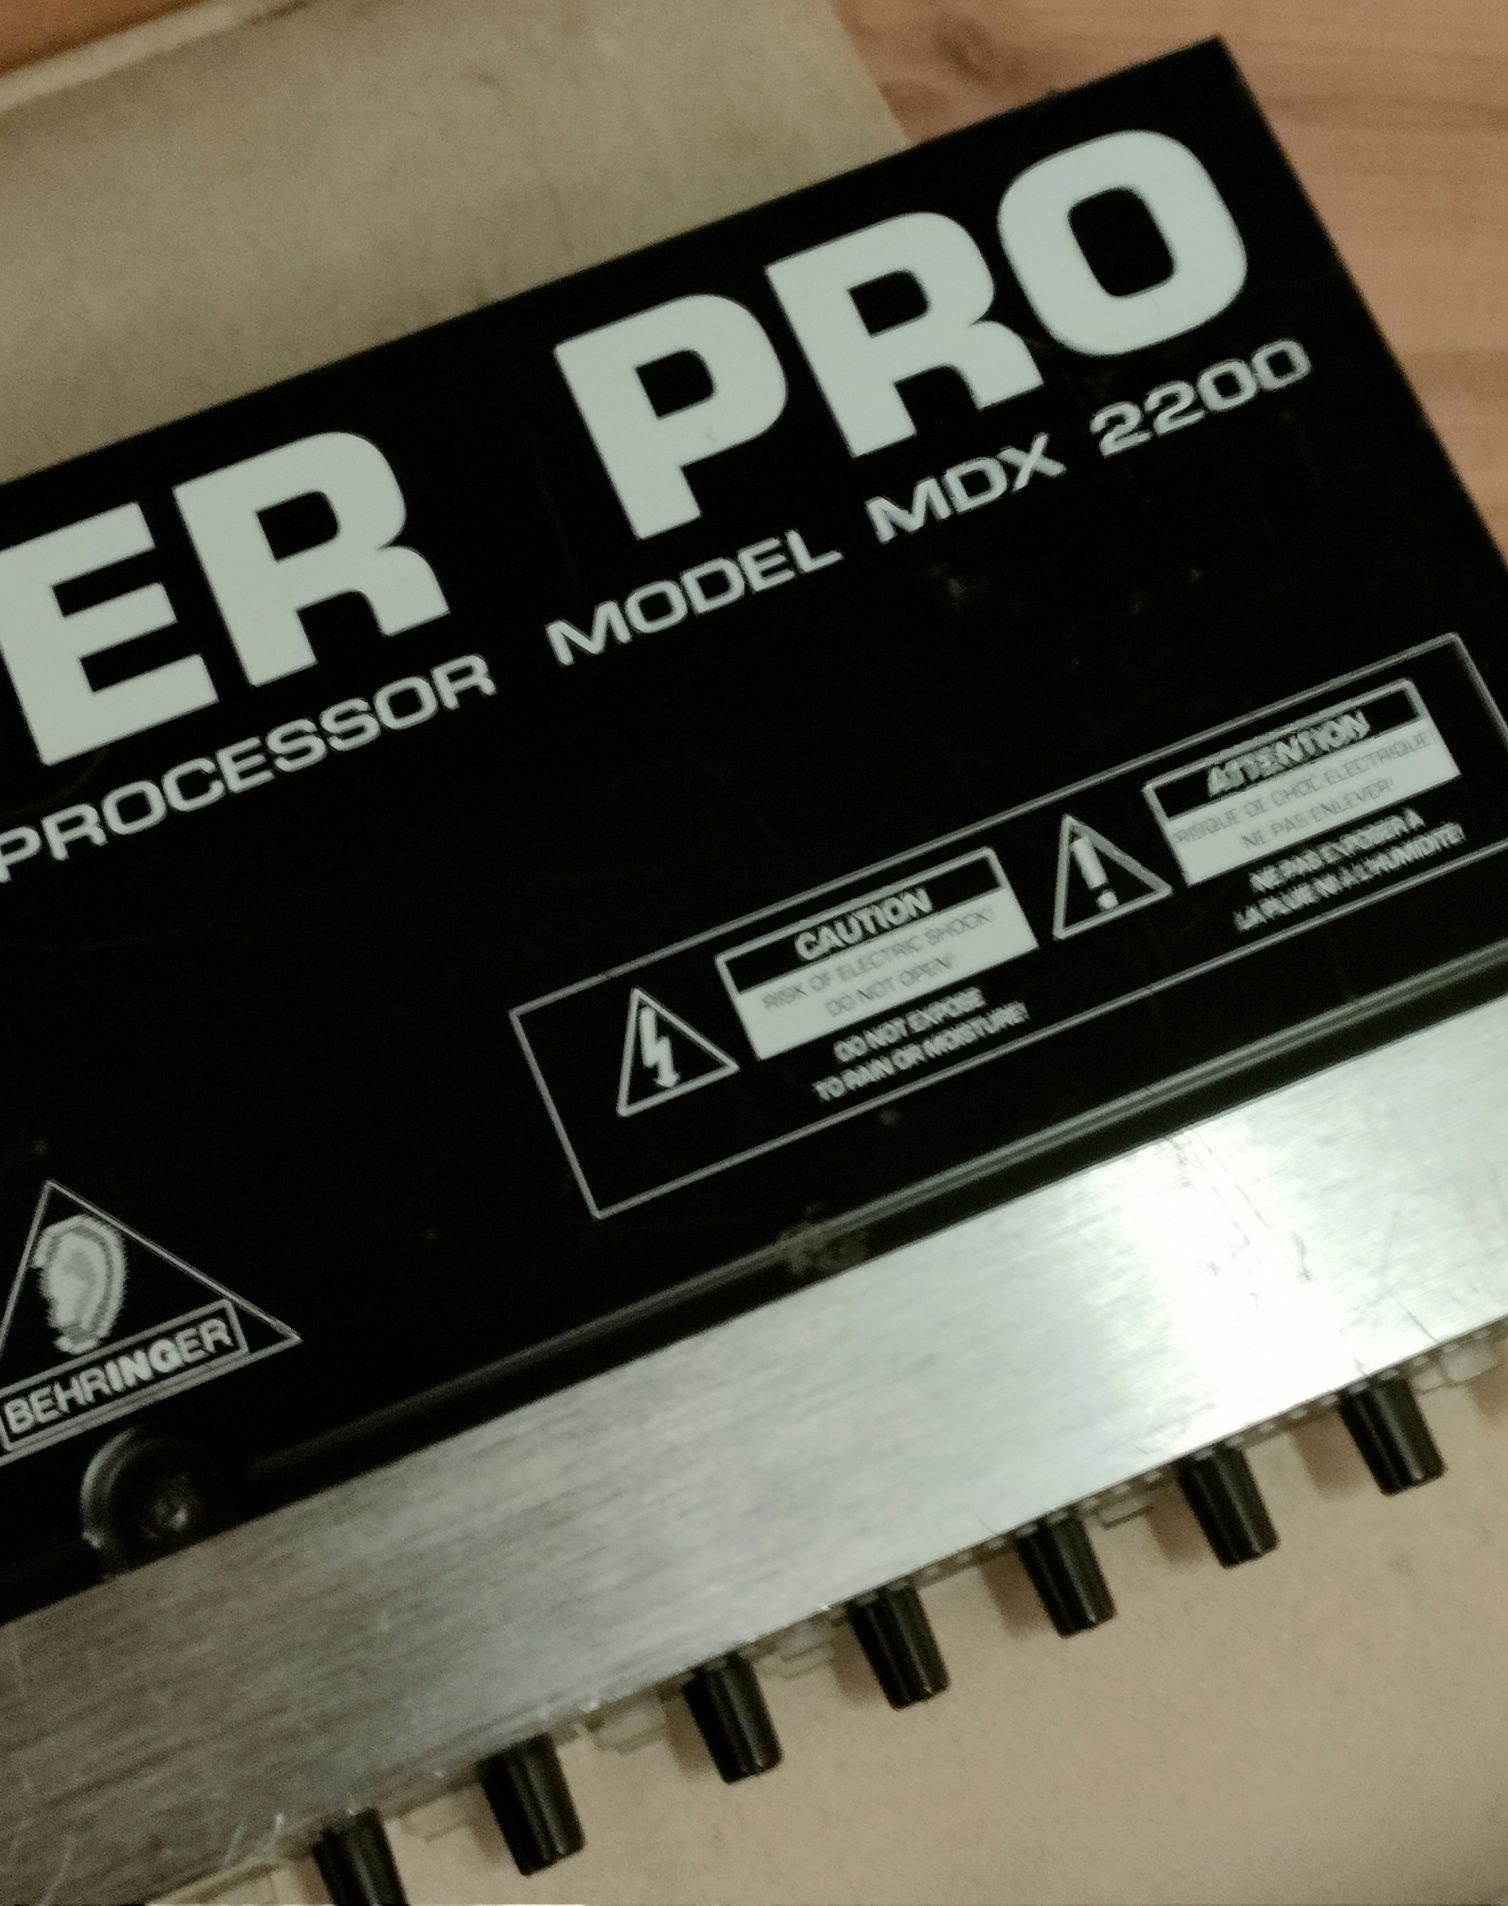 ER PRO
PROCESSOR MODEL MDX 2200
CAUTION
RISK OF ELECTRIC SHOCK!
DO NOT OPEN!
DO NOT EXPOSE
TO RAIN OR MOISTURE!
ATTENTION
RISQUE DE CHOC ELECTRIQUE!
NE PAS ENLEVER!
NE PAS EXPOSER A
LA PLUIE NI A L'HUMIDITE!
BEHRINGER